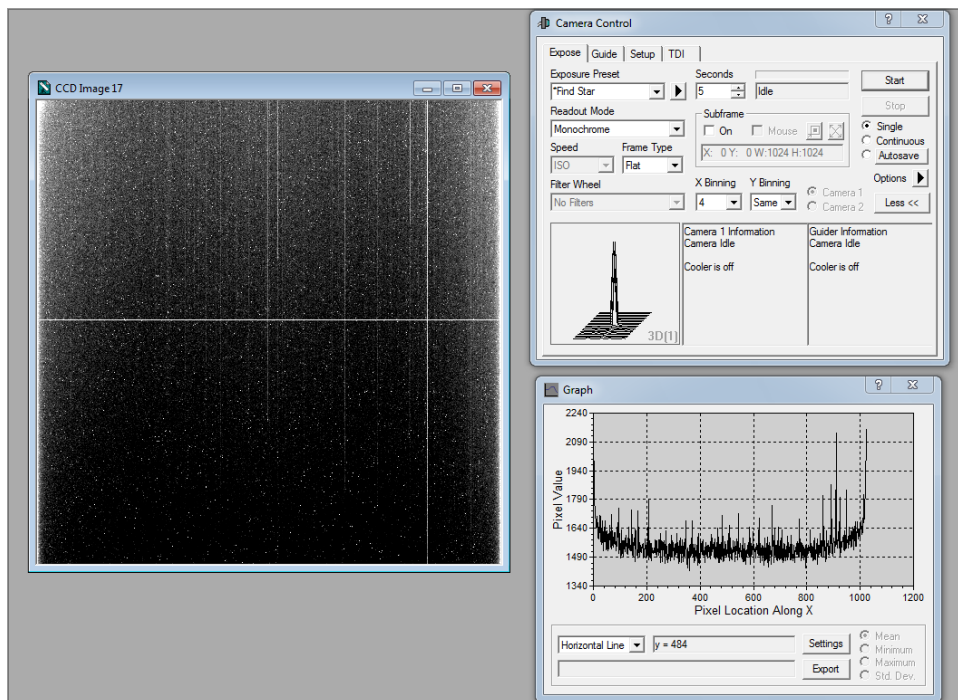 CCD Image 17
Camera Control
Expose Guide Setup TDI
Exposure Preset
*Find Star
Seconds
5
Idle
Start
Stop
Readout Mode
Monochrome
Subframe
On Mouse
X: 0 Y: 0 W:1024 H:1024
Single
Continuous
Autosave
Speed
ISO
Frame Type
Flat
Options
Filter Wheel
No Filters
X Binning
4
Y Binning
Same
Camera 1
Camera 2
Less <<
3D[1]
Camera 1 Information
Camera Idle
Cooler is off
Guider Information
Camera Idle
Cooler is off
Graph
Pixel Value
2240
2090
1940
1790
1640
1490
1340
0 200 400 600 800 1000 1200
Pixel Location Along X
Horizontal Line
y = 484
Settings
Export
Mean
Minimum
Maximum
Std. Dev.